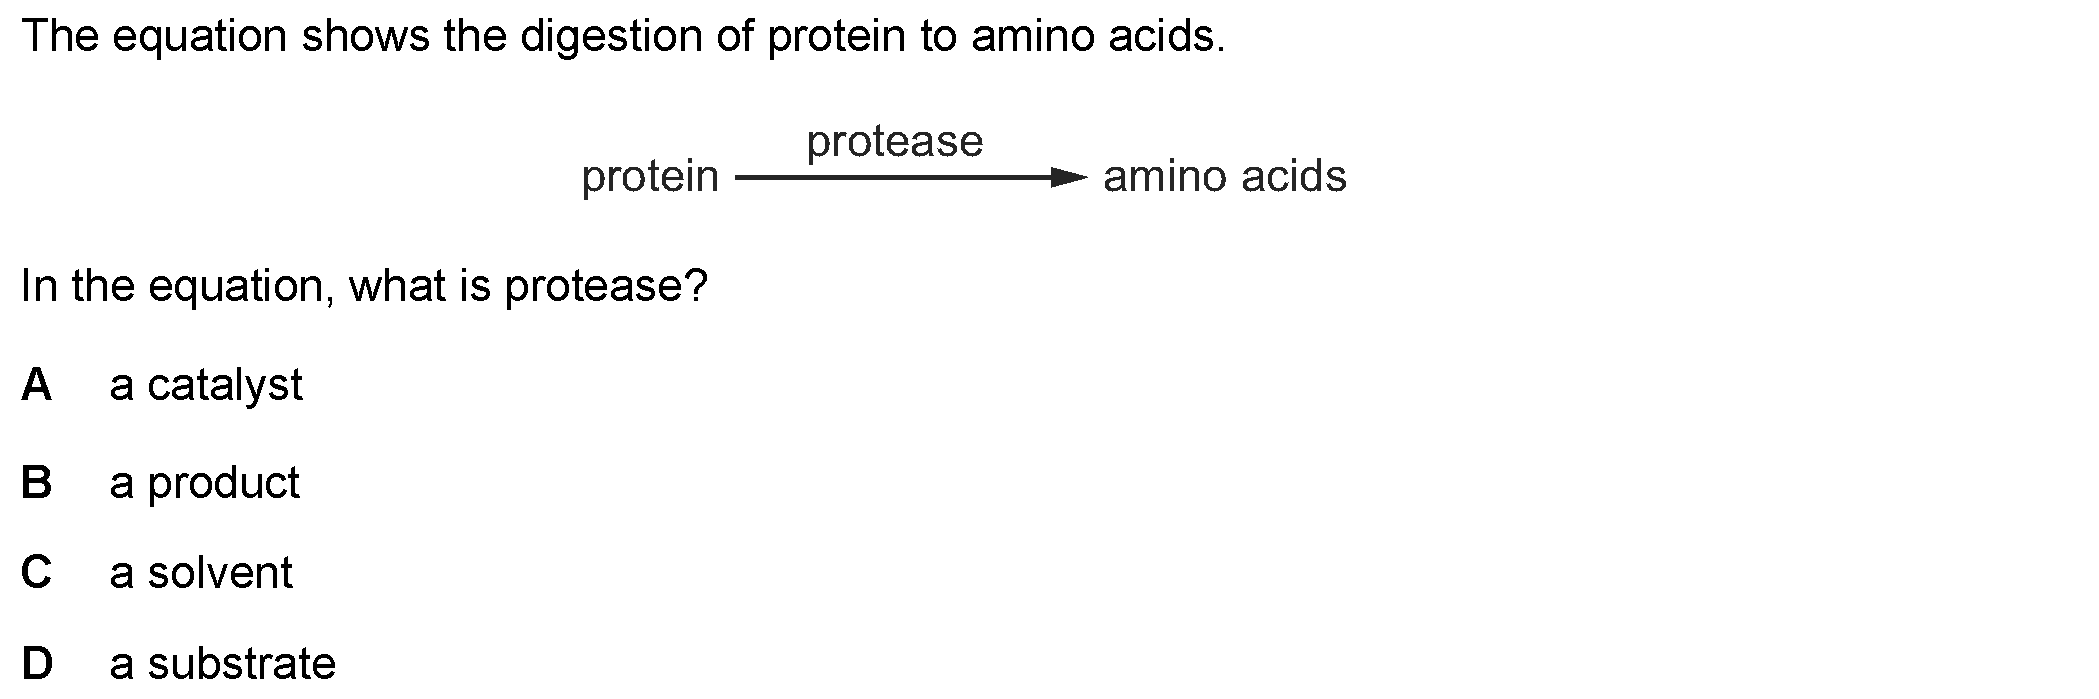 The equation shows the digestion of protein to amino acids.
protease
protein → amino acids
In the equation, what is protease?
A a catalyst
B a product
C a solvent
D a substrate